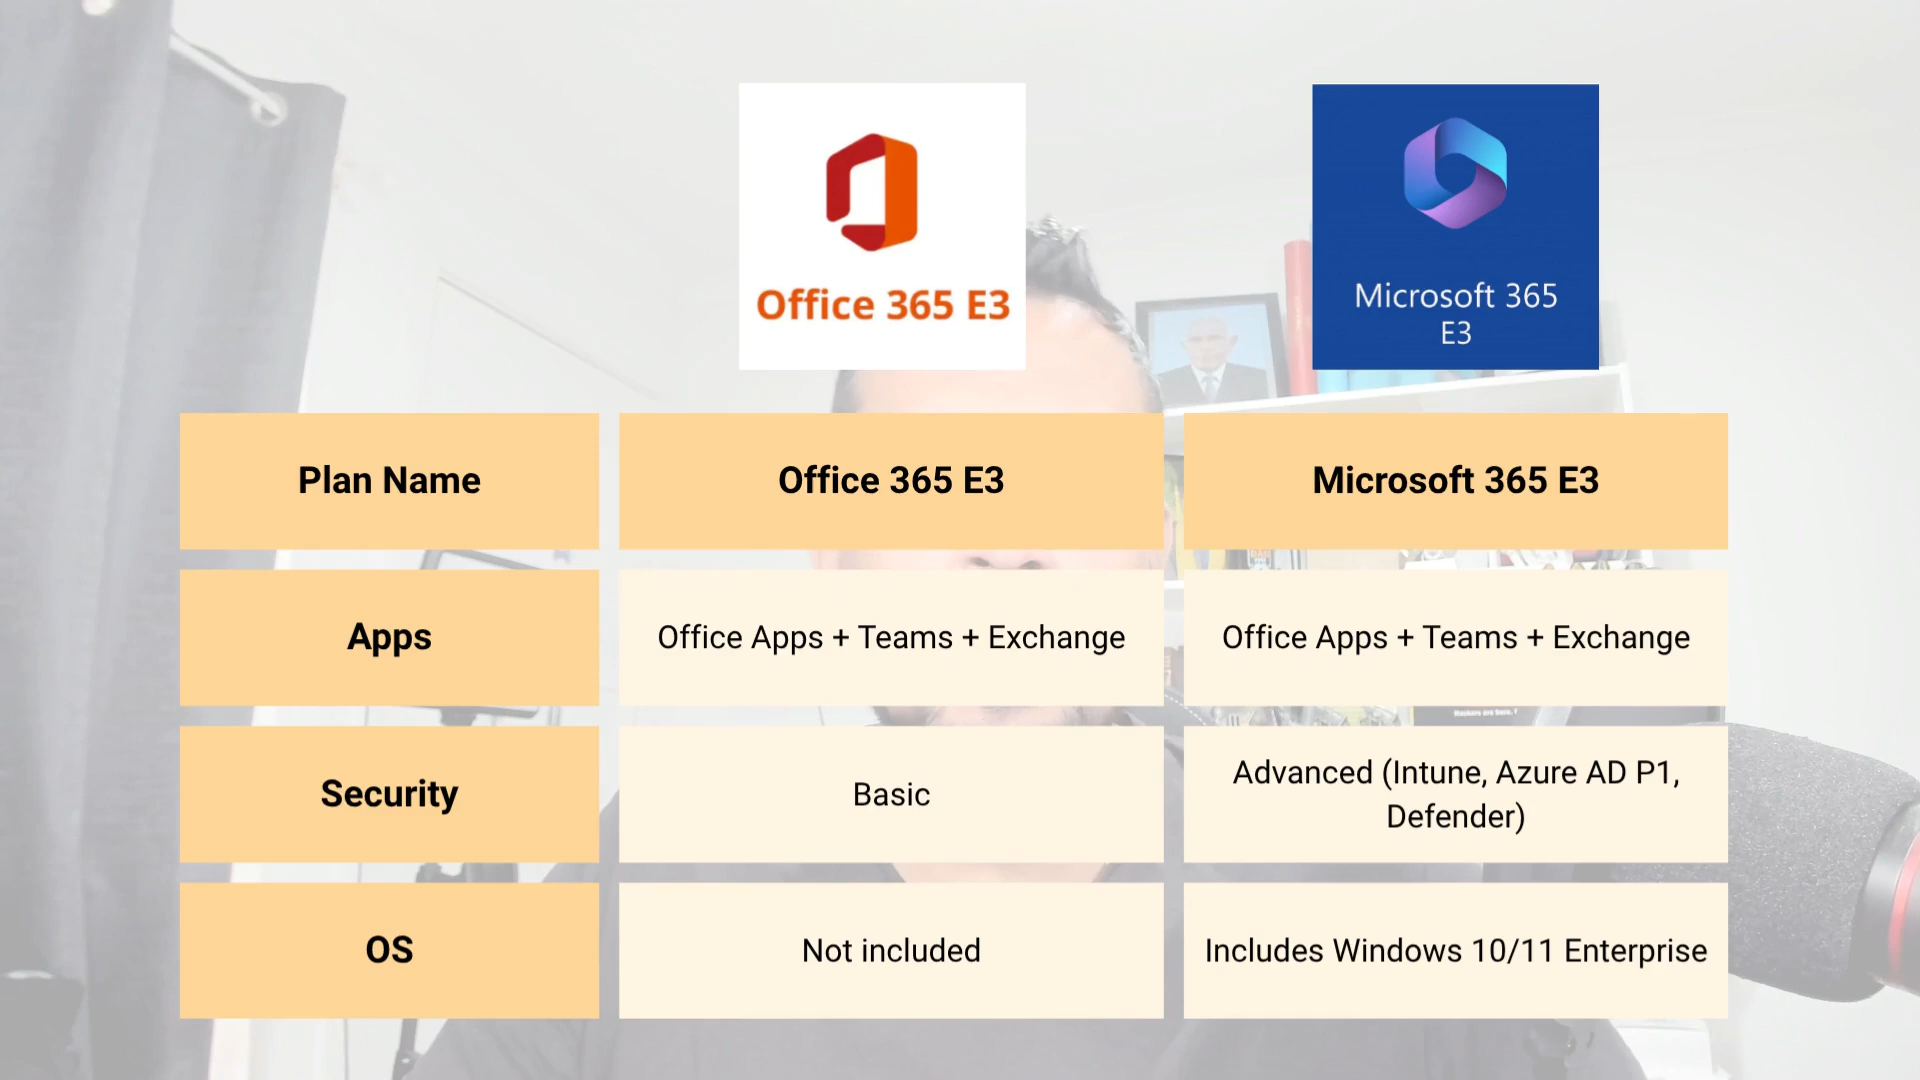 Office 365 E3
Microsoft 365
E3
Plan Name
Office 365 E3
Microsoft 365 E3
Apps
Office Apps + Teams + Exchange
Office Apps + Teams + Exchange
Security
Basic
Advanced (Intune, Azure AD P1,
Defender)
OS
Not included
Includes Windows 10/11 Enterprise